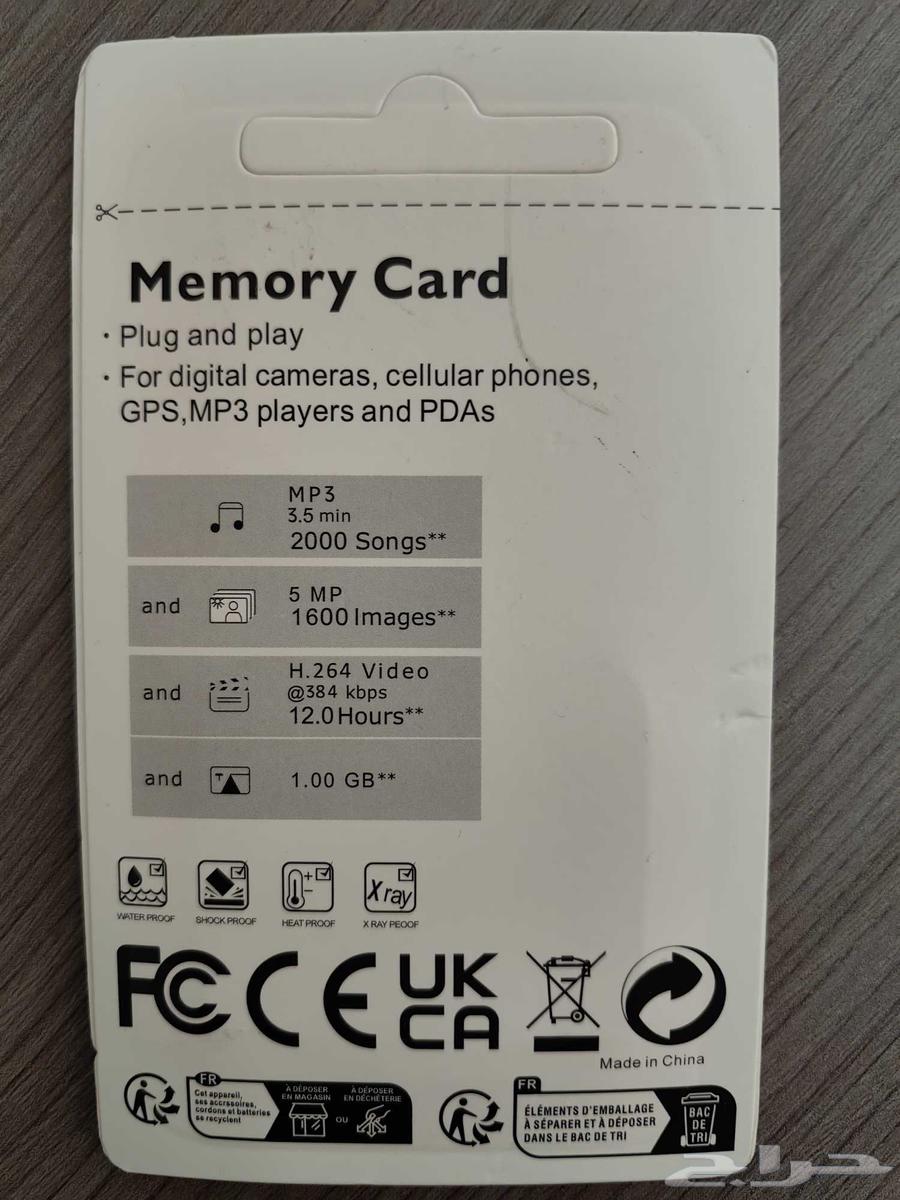 Memory Card
· Plug and play
· For digital cameras, cellular phones,
GPS,MP3 players and PDAs
MP3
3.5 min
2000 Songs**
and
5 MP
1600 Images**
and
H.264 Video
@384 kbps
12.0 Hours**
and
T
1.00 GB**
X ray
WATER PROOF
SHOCK PROOF
HEAT PROOF
X RAY PEOOF
FC
CE
UK
CA
Made in China
FR
Cet appareil,
ses accrssoires,
cordons et batteries
se recyclent
À DÉPOSER
EN MAGASIN
OU
À DÉPOSER
EN DÉCHÈTERIE
FR
ÉLÉMENTS D'EMBALLAGE
À SÉPARER ET À DÉPOSER
DANS LE BAC DE TRI
BAC
DE
TRI
حراج